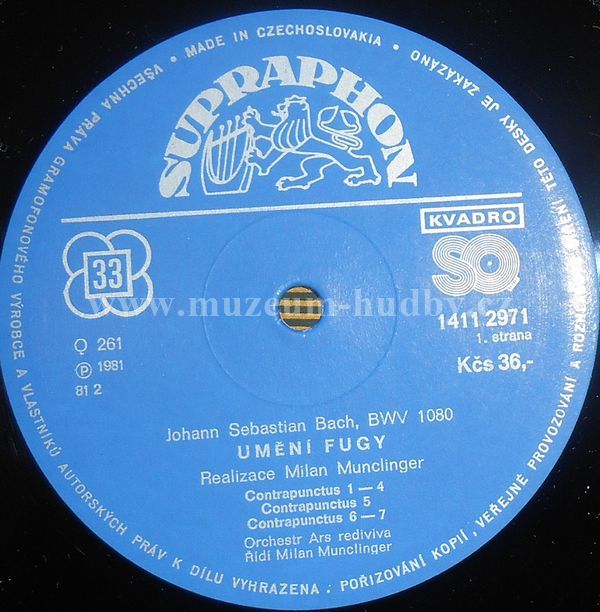 VŠECHNA PRÁVA GRAMOFONOVÉHO VÝROBCE A VLASTNÍKŮ AUTORSKÝCH PRÁV K DÍLU VYHRAZENA. POŘIZOVÁNÍ KOPIÍ, VEŘEJNÉ PROVOZOVÁNÍ A ROZHL. VYSÍLÁNÍ TÉTO DESKY JE ZAKÁZÁNO • MADE IN CZECHOSLOVAKIA •
SUPRAPHON
KVADRO
33
SQ
www.muzeum-hudby.cz
1411 2971
1. strana
Kčs 36,-
Q 261
Ⓟ 1981
81 2
Johann Sebastian Bach, BWV 1080
UMĚNÍ FUGY
Realizace Milan Munclinger
Contrapunctus 1 — 4
Contrapunctus 5
Contrapunctus 6 — 7
Orchestr Ars rediviva
Řídí Milan Munclinger